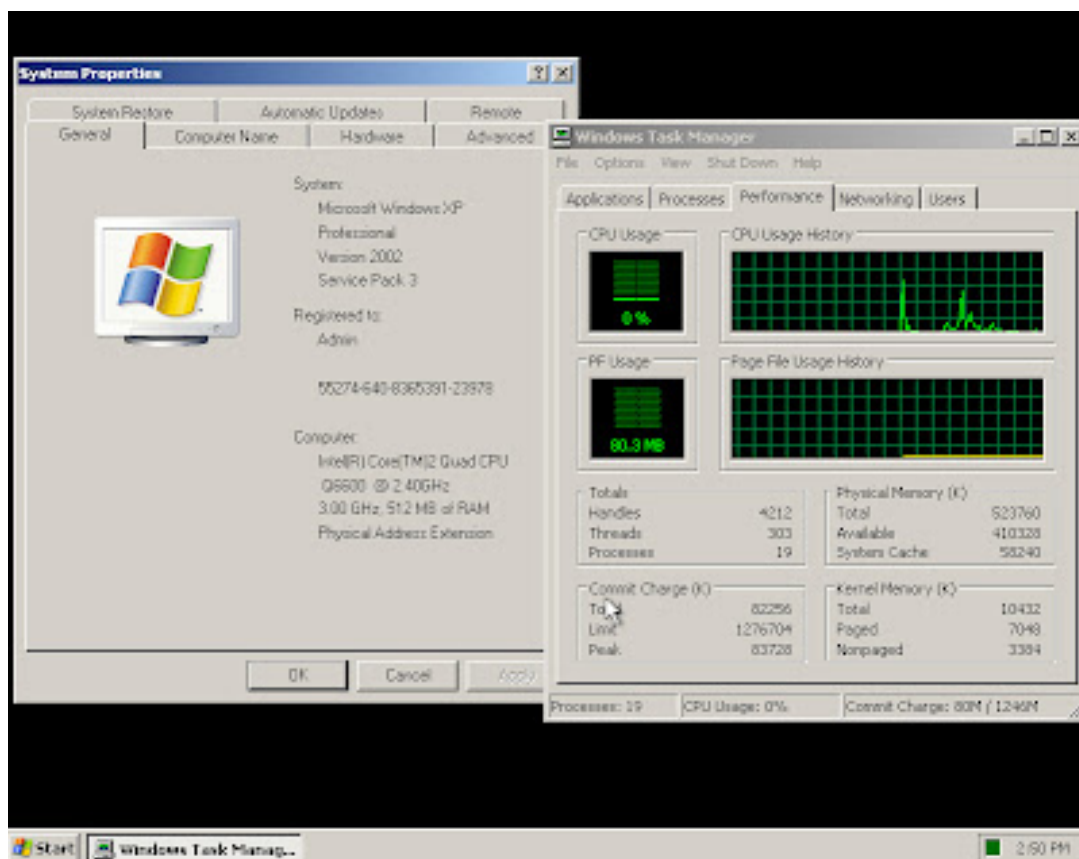 System Properties
System Restore Automatic Updates Remote
General Computer Name Hardware Advanced
System:
Microsoft Windows XP
Professional
Version 2002
Service Pack 3
Registered to:
Admin
55274-640-8365391-23978
Computer:
Intel(R) Core(TM)2 Quad CPU
Q6600 @ 2.40GHz
3.00 GHz, 512 MB of RAM
Physical Address Extension
OK Cancel Apply
Windows Task Manager
File Options View Shut Down Help
Applications Processes Performance Networking Users
CPU Usage CPU Usage History
0 %
PF Usage Page File Usage History
80.3 MB
Totals Physical Memory (K)
Handles 4212 Total 523760
Threads 303 Available 410328
Processes 19 System Cache 58240
Commit Charge (K) Kernel Memory (K)
Total 82256 Total 10432
Limit 1276704 Paged 7048
Peak 83728 Nonpaged 3384
Processes: 19 CPU Usage: 0% Commit Charge: 80M / 1246M
Start Windows Task Manag... 2:50 PM